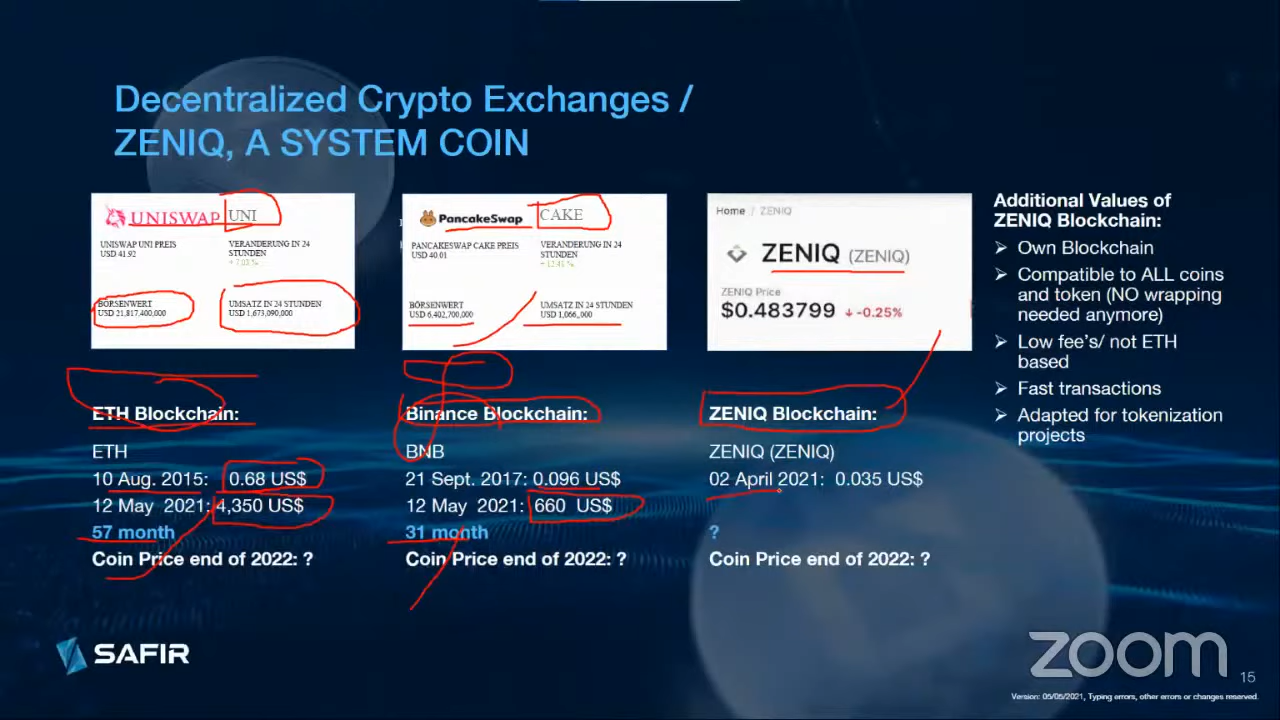 Decentralized Crypto Exchanges /
ZENIQ, A SYSTEM COIN
UNISWAP UNI
UNISWAP UNI PREIS
USD 41.92
VERÄNDERUNG IN 24
STUNDEN
BÖRSENWERT
USD 21,817,400,000
UMSATZ IN 24 STUNDEN
USD 1,673,090,000
PancakeSwap CAKE
PANCAKESWAP CAKE PREIS
USD 40.01
VERÄNDERUNG IN 24
STUNDEN
BÖRSENWERT
USD 6.402,700,000
UMSATZ IN 24 STUNDEN
USD 1,066,,000
Home / ZENIQ
ZENIQ (ZENIQ)
ZENIQ Price
$0.483799 ↓ -0.25%
Additional Values of
ZENIQ Blockchain:
➢ Own Blockchain
➢ Compatible to ALL coins
and token (NO wrapping
needed anymore)
➢ Low fee's/ not ETH
based
➢ Fast transactions
➢ Adapted for tokenization
projects
ETH Blockchain:
ETH
10 Aug. 2015: 0.68 US$
12 May 2021: 4,350 US$
57 month
Coin Price end of 2022: ?
Binance Blockchain:
BNB
21 Sept. 2017: 0.096 US$
12 May 2021: 660 US$
31 month
Coin Price end of 2022: ?
ZENIQ Blockchain:
ZENIQ (ZENIQ)
02 April 2021: 0.035 US$
?
Coin Price end of 2022: ?
SAFIR
zoom
15
Version: 05/05/2021, Typing errors, other errors or changes reserved.